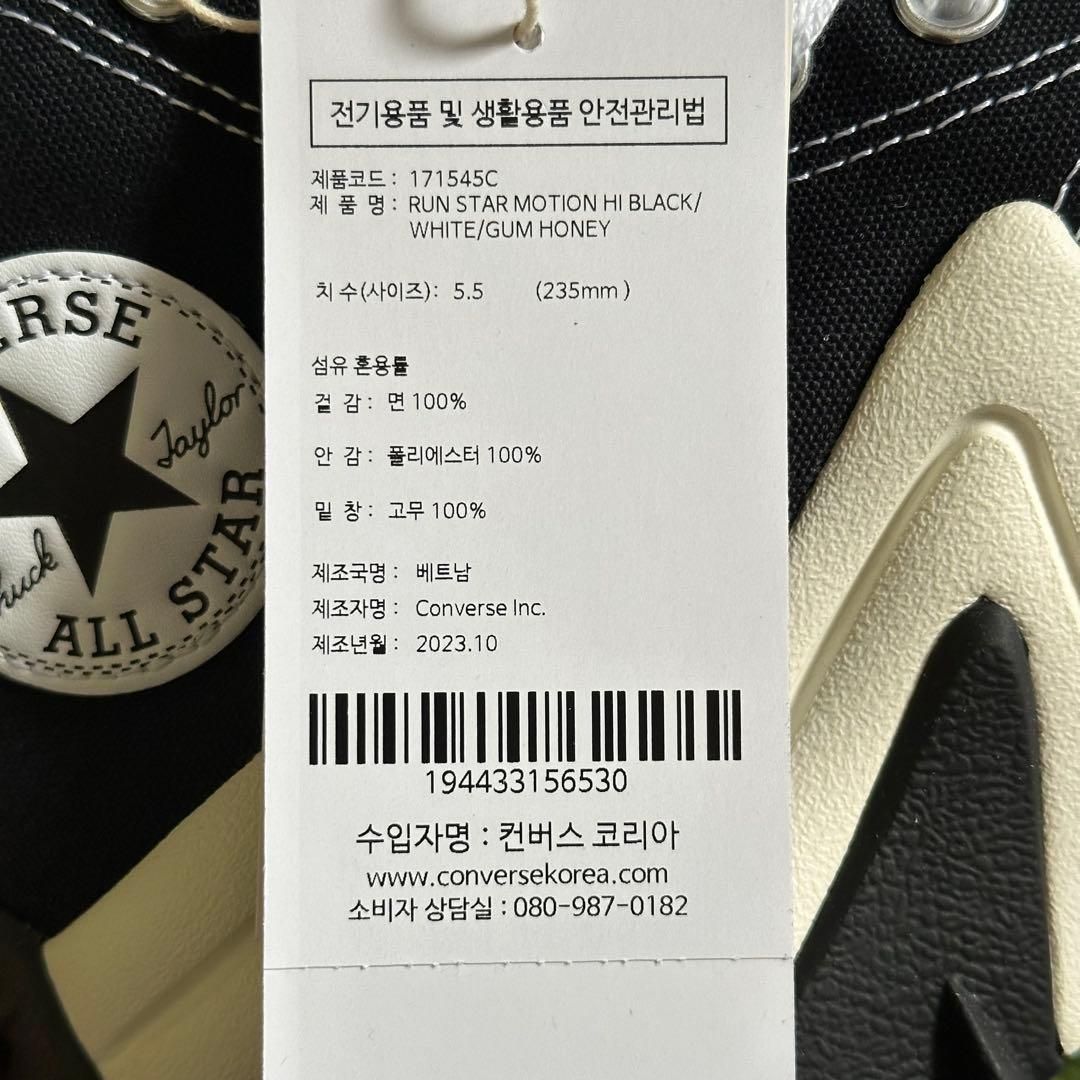 전기용품 및 생활용품 안전관리법
제품코드 : 171545C
제 품 명 : RUN STAR MOTION HI BLACK/
WHITE/GUM HONEY
치 수(사이즈) : 5.5 (235mm )
섬유 혼용률
겉 감 : 면 100%
안 감 : 폴리에스터 100%
밑 창 : 고무 100%
제조국명 : 베트남
제조자명 : Converse Inc.
제조년월 : 2023.10
194433156530
수입자명 : 컨버스 코리아
www.conversekorea.com
소비자 상담실 : 080-987-0182
ERSE
Taylor
huck
ALL STAR